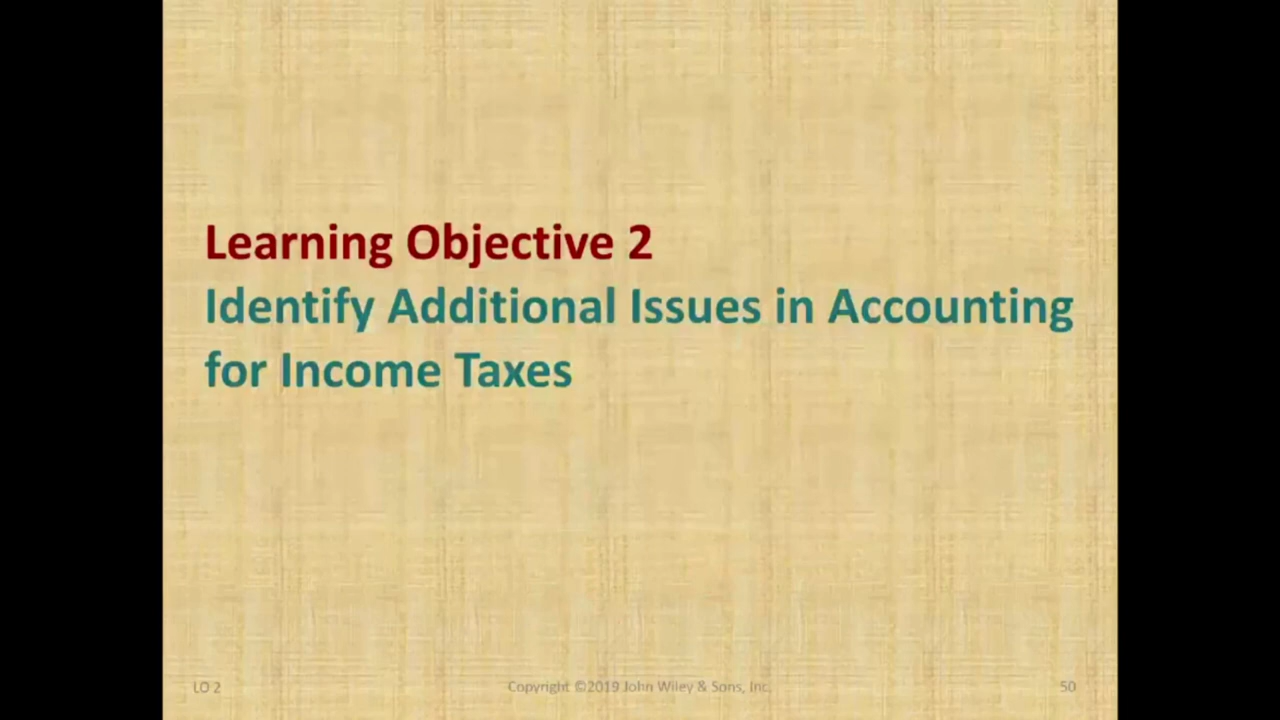 Learning Objective 2
Identify Additional Issues in Accounting
for Income Taxes
LO 2
Copyright ©2019 John Wiley & Sons, Inc.
50